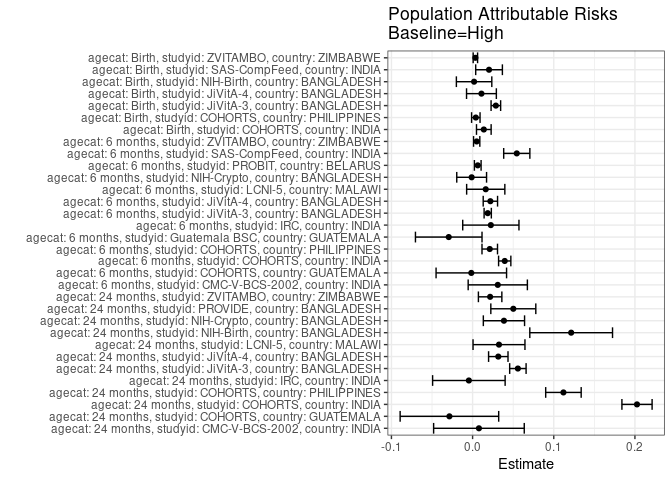 Population Attributable Risks
Baseline=High
agecat: Birth, studyid: ZVITAMBO, country: ZIMBABWE
agecat: Birth, studyid: SAS-CompFeed, country: INDIA
agecat: Birth, studyid: NIH-Birth, country: BANGLADESH
agecat: Birth, studyid: JiVitA-4, country: BANGLADESH
agecat: Birth, studyid: JiVitA-3, country: BANGLADESH
agecat: Birth, studyid: COHORTS, country: PHILIPPINES
agecat: Birth, studyid: COHORTS, country: INDIA
agecat: 6 months, studyid: ZVITAMBO, country: ZIMBABWE
agecat: 6 months, studyid: SAS-CompFeed, country: INDIA
agecat: 6 months, studyid: PROBIT, country: BELARUS
agecat: 6 months, studyid: NIH-Crypto, country: BANGLADESH
agecat: 6 months, studyid: LCNI-5, country: MALAWI
agecat: 6 months, studyid: JiVitA-4, country: BANGLADESH
agecat: 6 months, studyid: JiVitA-3, country: BANGLADESH
agecat: 6 months, studyid: IRC, country: INDIA
agecat: 6 months, studyid: Guatemala BSC, country: GUATEMALA
agecat: 6 months, studyid: COHORTS, country: PHILIPPINES
agecat: 6 months, studyid: COHORTS, country: INDIA
agecat: 6 months, studyid: COHORTS, country: GUATEMALA
agecat: 6 months, studyid: CMC-V-BCS-2002, country: INDIA
agecat: 24 months, studyid: ZVITAMBO, country: ZIMBABWE
agecat: 24 months, studyid: PROVIDE, country: BANGLADESH
agecat: 24 months, studyid: NIH-Crypto, country: BANGLADESH
agecat: 24 months, studyid: NIH-Birth, country: BANGLADESH
agecat: 24 months, studyid: LCNI-5, country: MALAWI
agecat: 24 months, studyid: JiVitA-4, country: BANGLADESH
agecat: 24 months, studyid: JiVitA-3, country: BANGLADESH
agecat: 24 months, studyid: IRC, country: INDIA
agecat: 24 months, studyid: COHORTS, country: PHILIPPINES
agecat: 24 months, studyid: COHORTS, country: INDIA
agecat: 24 months, studyid: COHORTS, country: GUATEMALA
agecat: 24 months, studyid: CMC-V-BCS-2002, country: INDIA
-0.1 0.0 0.1 0.2
Estimate